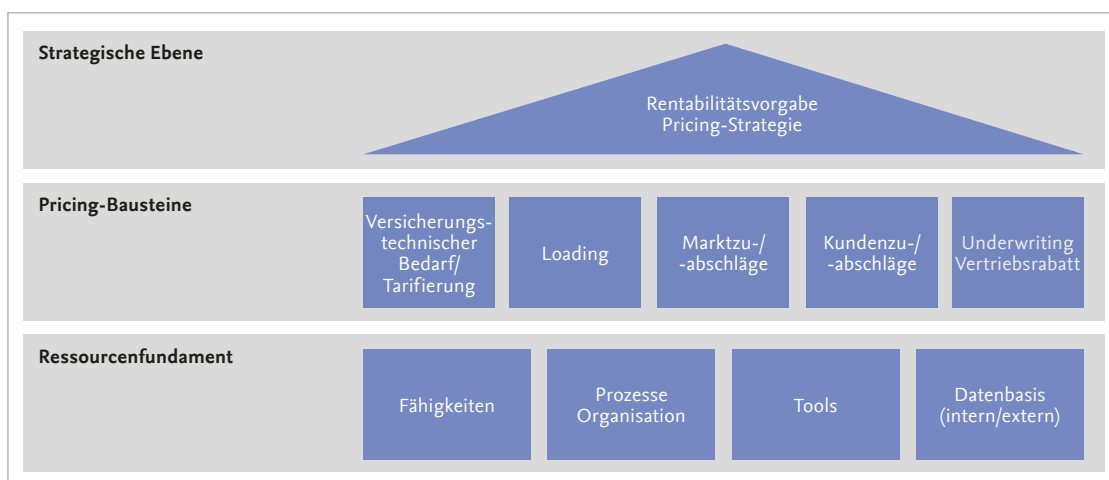 Strategische Ebene
Rentabilitätsvorgabe
Pricing-Strategie
Pricing-Bausteine
Versicherungs-
technischer
Bedarf/
Tarifierung
Loading
Marktzu-/
-abschläge
Kundenzu-/
-abschläge
Underwriting
Vertriebsrabatt
Ressourcenfundament
Fähigkeiten
Prozesse
Organisation
Tools
Datenbasis
(intern/extern)